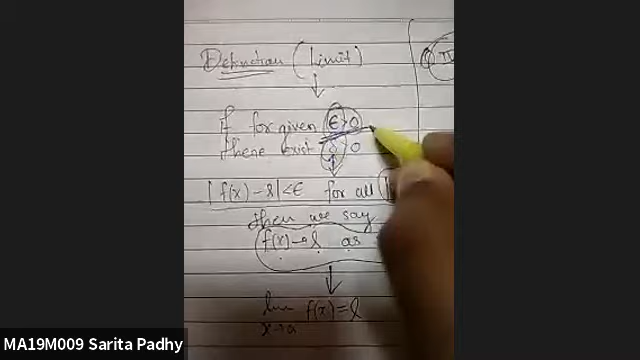 Definition (limit)
If for given ϵ>0
there exist δ>0
|f(x)-l|<ϵ for all
then we say
f(x)→l as
lim f(x)=l
x→a
MA19M009 Sarita Padhy